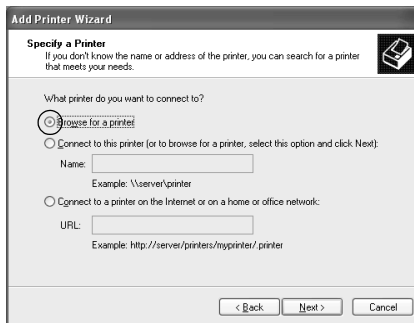 Add Printer Wizard
Specify a Printer
If you don't know the name or address of the printer, you can search for a printer
that meets your needs.
What printer do you want to connect to?
Browse for a printer
Connect to this printer (or to browse for a printer, select this option and click Next):
Name:
Example: \\server\printer
Connect to a printer on the Internet or on a home or office network:
URL:
Example: http://server/printers/myprinter/.printer
< Back
Next >
Cancel